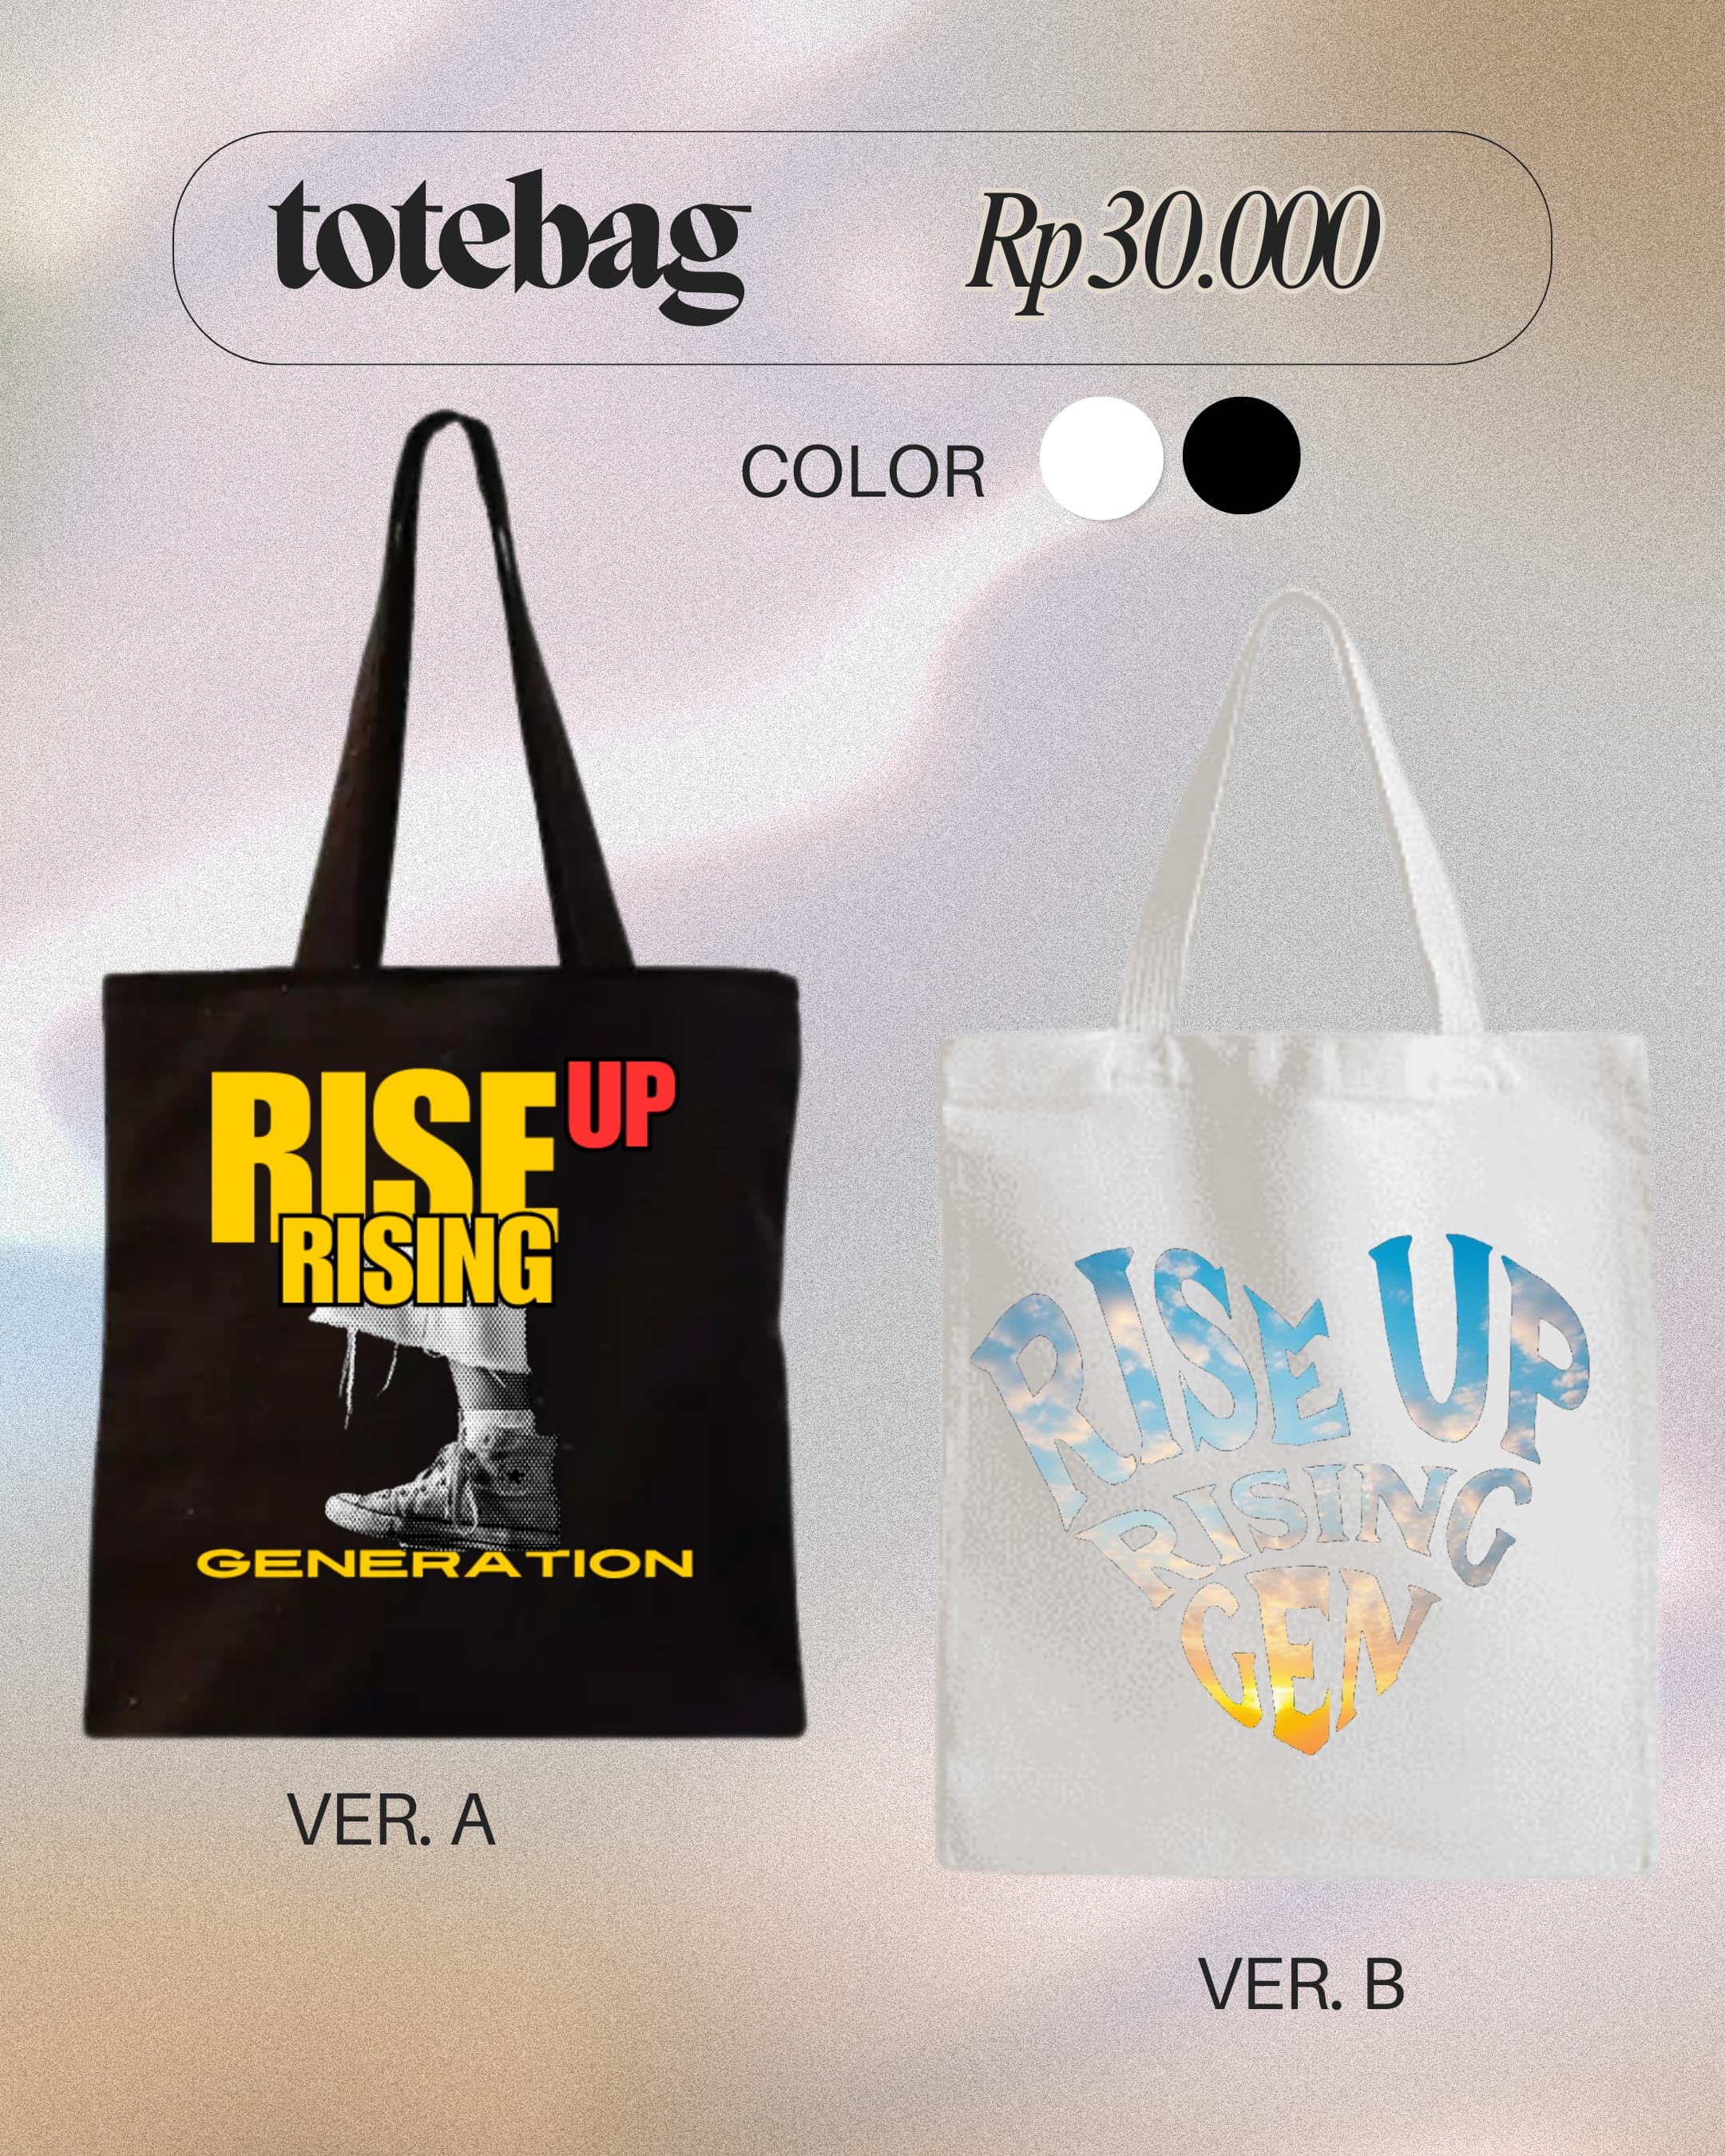 totebag Rp30.000
COLOR
RISE UP
RISING
GENERATION
VER. A
RISE UP
RISING
GEN
VER. B